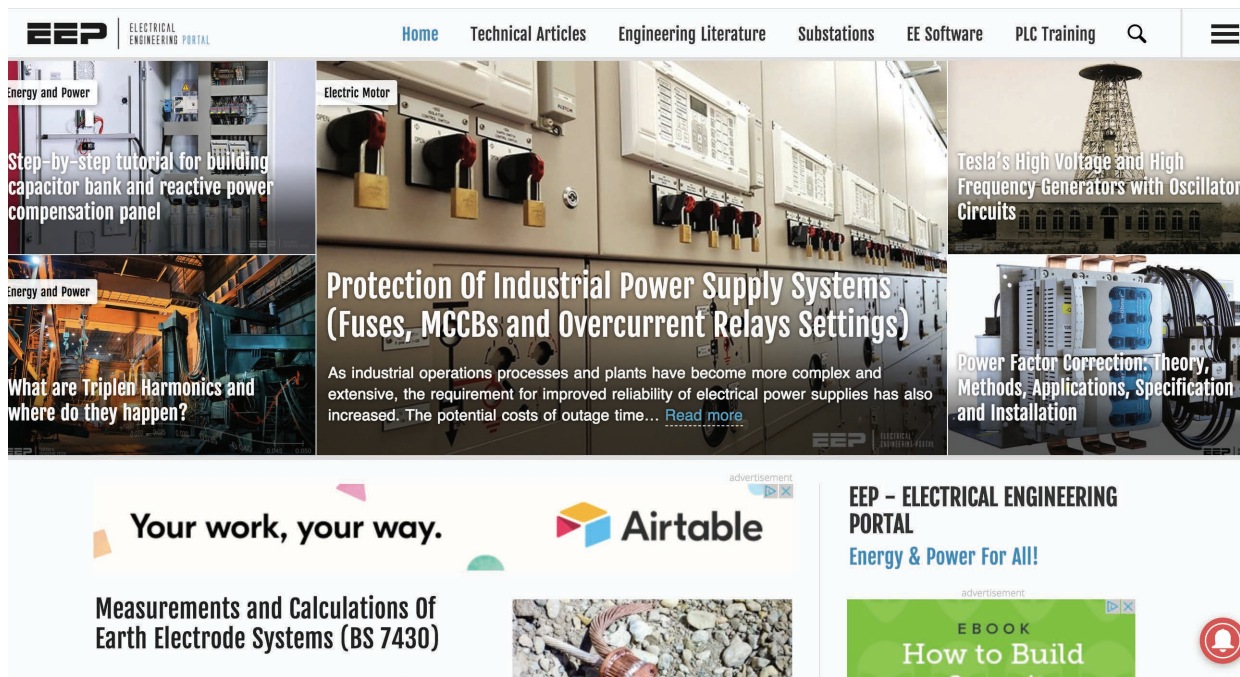 EEP
ELECTRICAL
ENGINEERING PORTAL
Home
Technical Articles
Engineering Literature
Substations
EE Software
PLC Training
Energy and Power
Step-by-step tutorial for building
capacitor bank and reactive power
compensation panel
Energy and Power
What are Triplen Harmonics and
where do they happen?
Electric Motor
Protection Of Industrial Power Supply Systems
(Fuses, MCCBs and Overcurrent Relays Settings)
As industrial operations processes and plants have become more complex and
extensive, the requirement for improved reliability of electrical power supplies has also
increased. The potential costs of outage time... Read more
EEP
ELECTRICAL
ENGINEERING PORTAL
Tesla's High Voltage and High
Frequency Generators with Oscillator
Circuits
Power Factor Correction: Theory,
Methods, Applications, Specification
and Installation
advertisement
Your work, your way.
Airtable
Measurements and Calculations Of
Earth Electrode Systems (BS 7430)
EEP – ELECTRICAL ENGINEERING
PORTAL
Energy & Power For All!
advertisement
EBOOK
How to Build